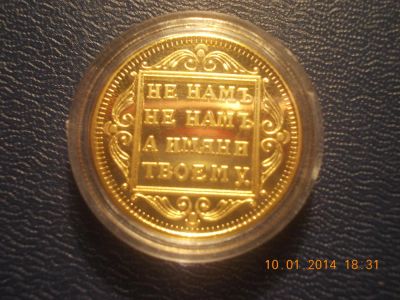 НЕ НАМЪ
НЕ НАМЪ
А ИМЯНИ
ТВОЕМУ.
10.01.2014 18:31